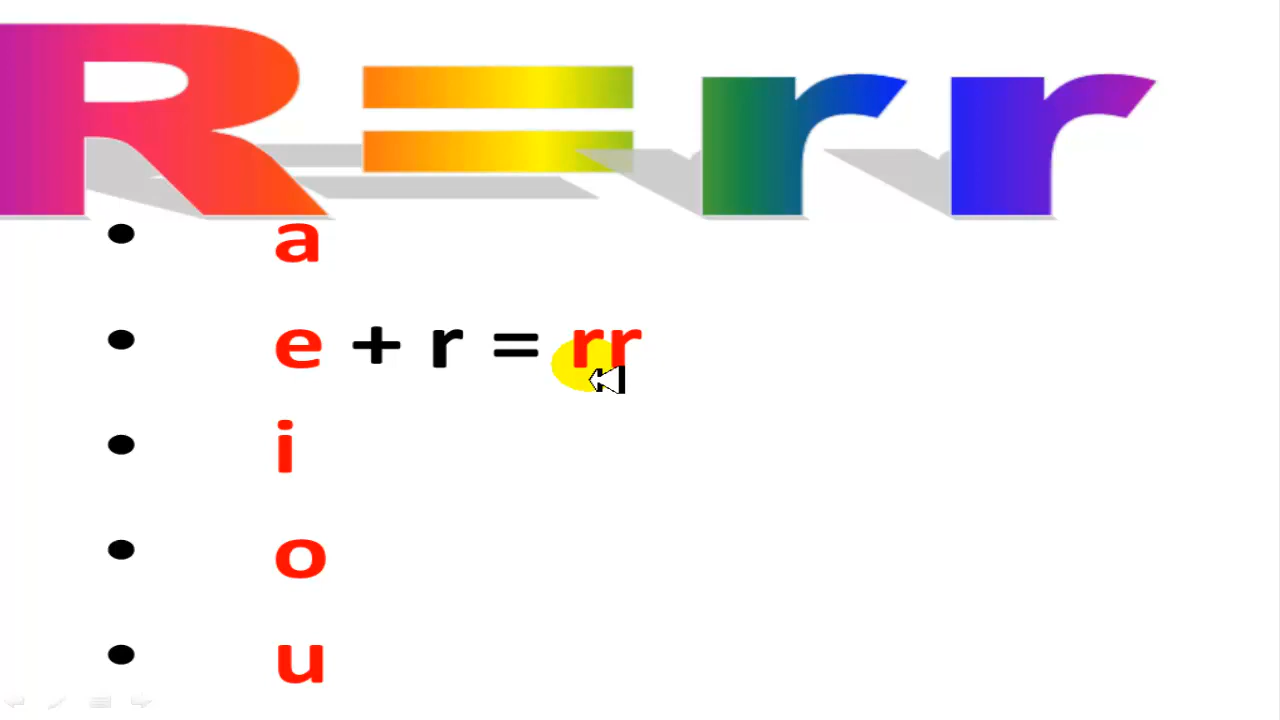 R=rr
• a
• e + r = rr
• i
• o
• u